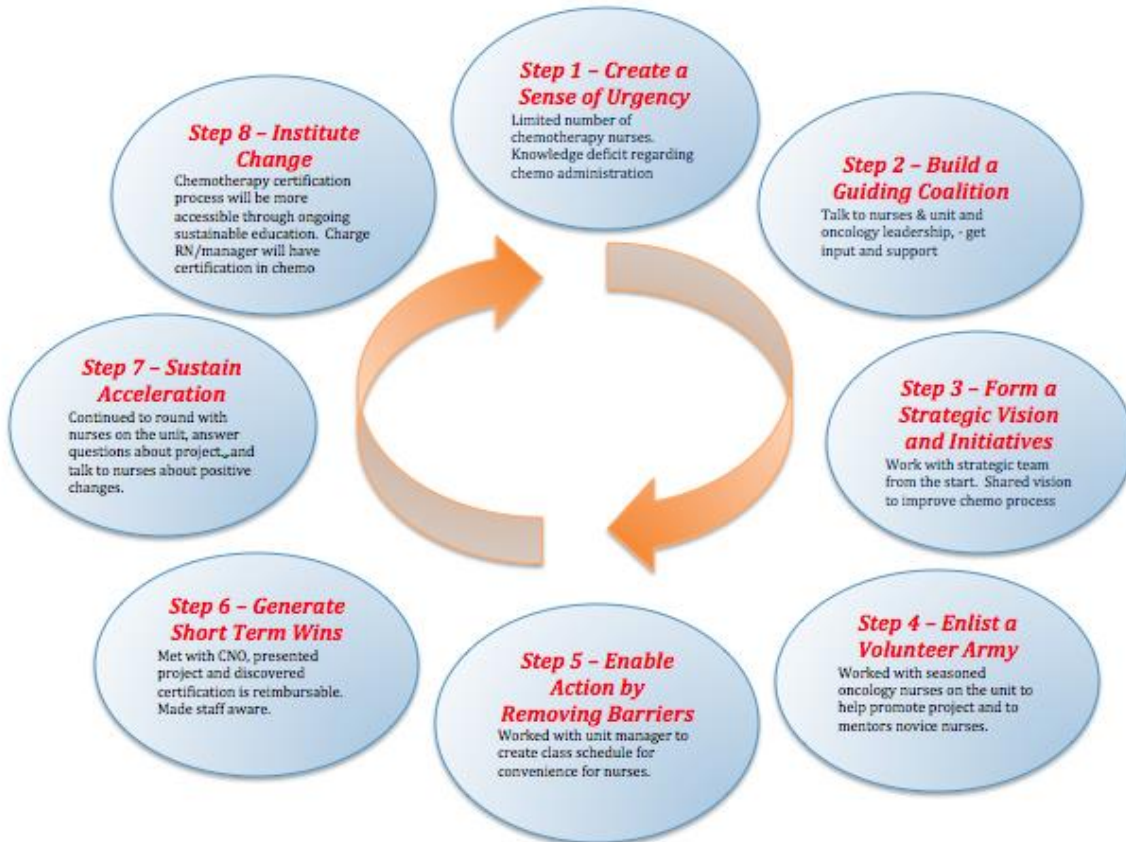 Step 1 – Create a
Sense of Urgency
Limited number of
chemotherapy nurses.
Knowledge deficit regarding
chemo administration
Step 2 – Build a
Guiding Coalition
Talk to nurses & unit and
oncology leadership, - get
input and support
Step 3 – Form a
Strategic Vision
and Initiatives
Work with strategic team
from the start. Shared vision
to improve chemo process
Step 4 – Enlist a
Volunteer Army
Worked with seasoned
oncology nurses on the unit to
help promote project and to
mentors novice nurses.
Step 5 – Enable
Action by
Removing Barriers
Worked with unit manager to
create class schedule for
convenience for nurses.
Step 6 – Generate
Short Term Wins
Met with CNO, presented
project and discovered
certification is reimbursable.
Made staff aware.
Step 7 – Sustain
Acceleration
Continued to round with
nurses on the unit, answer
questions about project, and
talk to nurses about positive
changes.
Step 8 – Institute
Change
Chemotherapy certification
process will be more
accessible through ongoing
sustainable education. Charge
RN/manager will have
certification in chemo